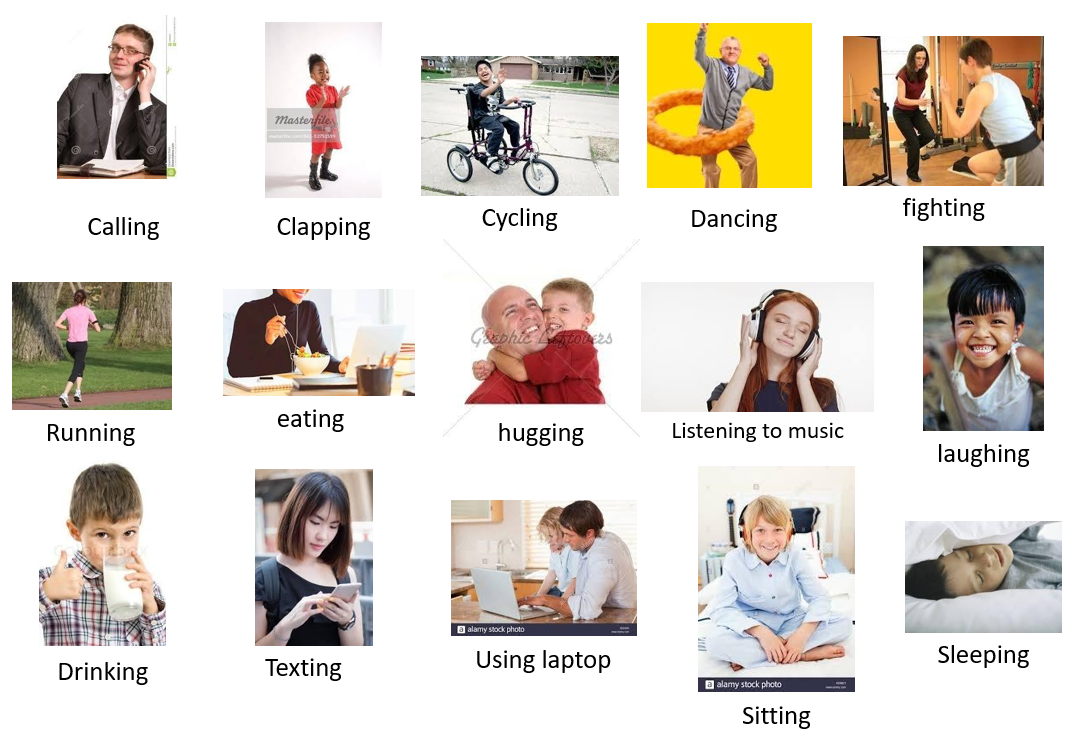 Masterfile
Calling
Clapping
Cycling
Dancing
fighting
Graphic Leftovers
Running
eating
hugging
Listening to music
laughing
a alamy stock photo
a alamy stock photo
Drinking
Texting
Using laptop
Sitting
Sleeping